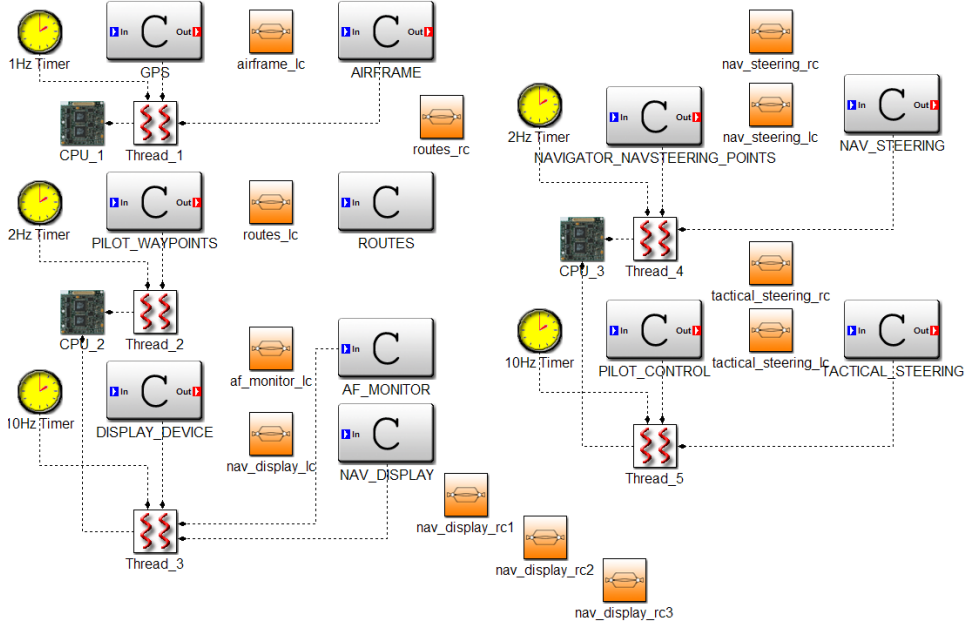 In C Out
In C Out
1Hz Timer
GPS
airframe_lc
AIRFRAME
nav_steering_rc
CPU_1
Thread_1
routes_rc
In C Out
In C Out
2Hz Timer
NAVIGATOR_NAVSTEERING_POINTS
nav_steering_lc
NAV_STEERING
In C Out
C
2Hz Timer
PILOT_WAYPOINTS
routes_lc
ROUTES
CPU_3
Thread_4
CPU_2
Thread_2
tactical_steering_rc
In C
af_monitor_lc
AF_MONITOR
In C Out
In C Out
10Hz Timer
PILOT_CONTROL
tactical_steering_lc
TACTICAL_STEERING
In C Out
10Hz Timer
DISPLAY_DEVICE
In C
nav_display_lc
NAV_DISPLAY
Thread_5
nav_display_rc1
Thread_3
nav_display_rc2
nav_display_rc3